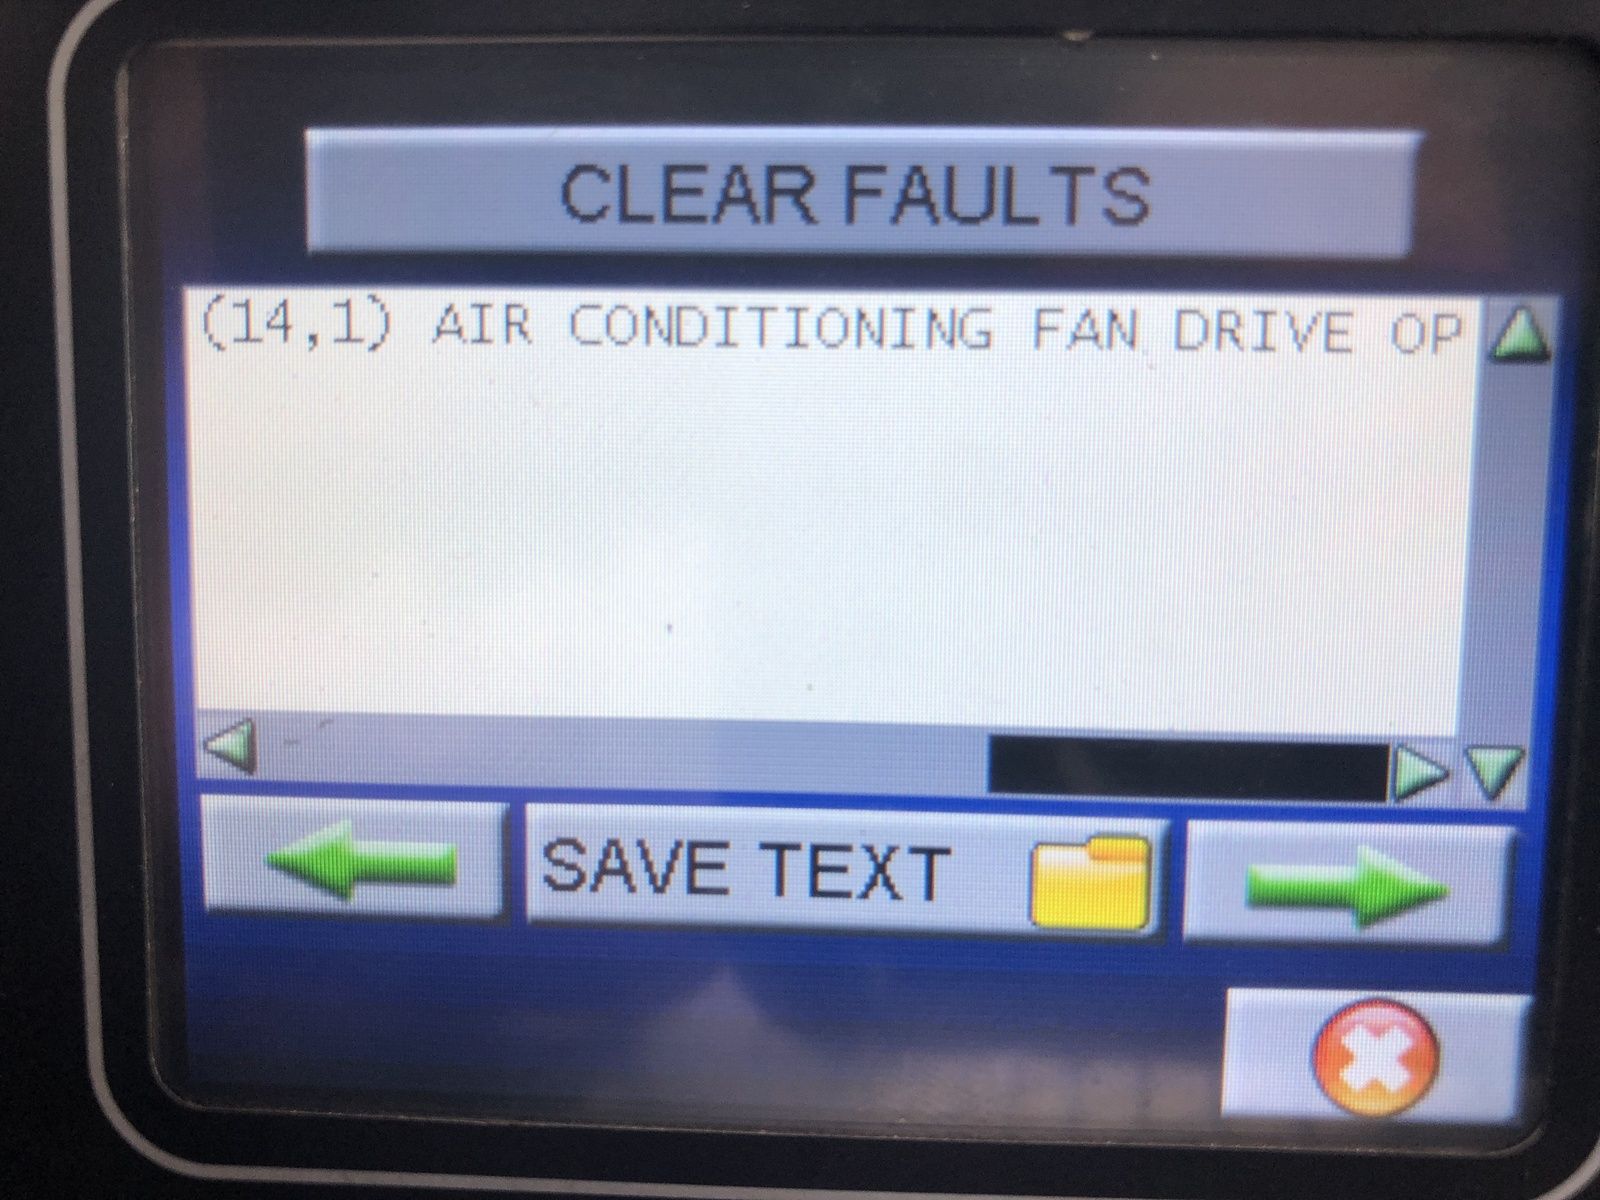 CLEAR FAULTS
(14,1) AIR CONDITIONING FAN DRIVE OP
SAVE TEXT